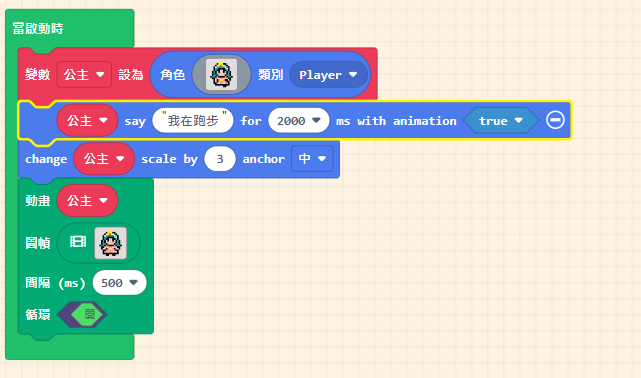 當啟動時
變數 公主 設為 角色 類別 Player
公主 say "我在跑步" for 2000 ms with animation true
change 公主 scale by 3 anchor 中
動畫 公主
圖幀
間隔 (ms) 500
循環 開